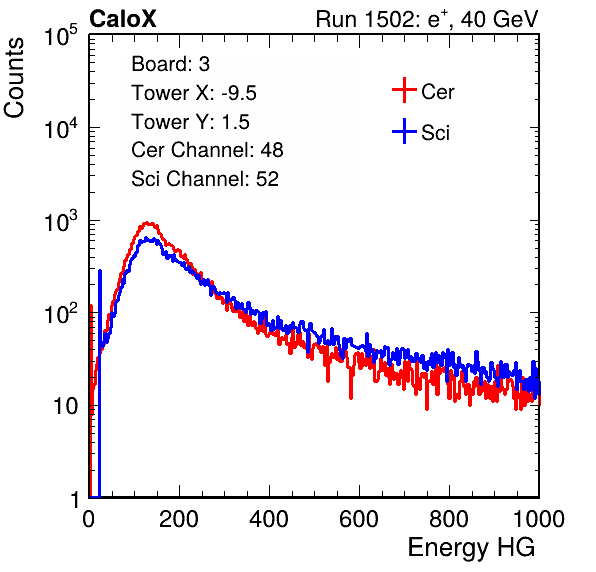 CaloX Run 1502: e⁺, 40 GeV
Counts
Board: 3
Tower X: -9.5
Tower Y: 1.5
Cer Channel: 48
Sci Channel: 52
Cer
Sci
10⁵
10⁴
10³
10²
10
1
0 200 400 600 800 1000
Energy HG